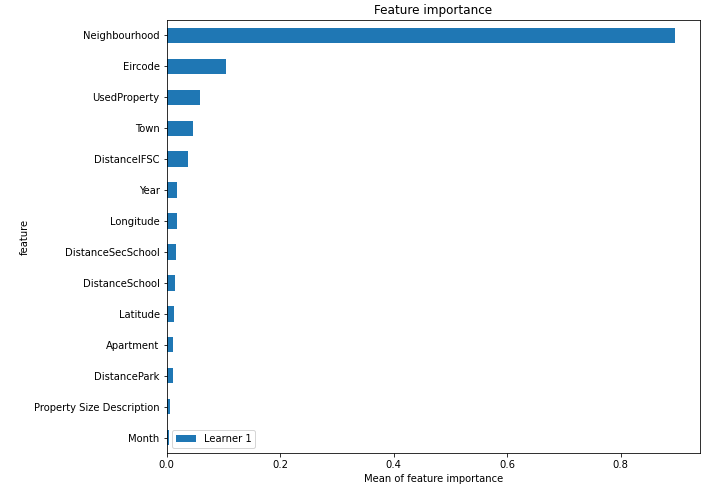 Feature importance
Neighbourhood
Eircode
UsedProperty
Town
DistanceIFSC
Year
Longitude
DistanceSecSchool
DistanceSchool
Latitude
Apartment
DistancePark
Property Size Description
Month
feature
Learner 1
0.0 0.2 0.4 0.6 0.8
Mean of feature importance